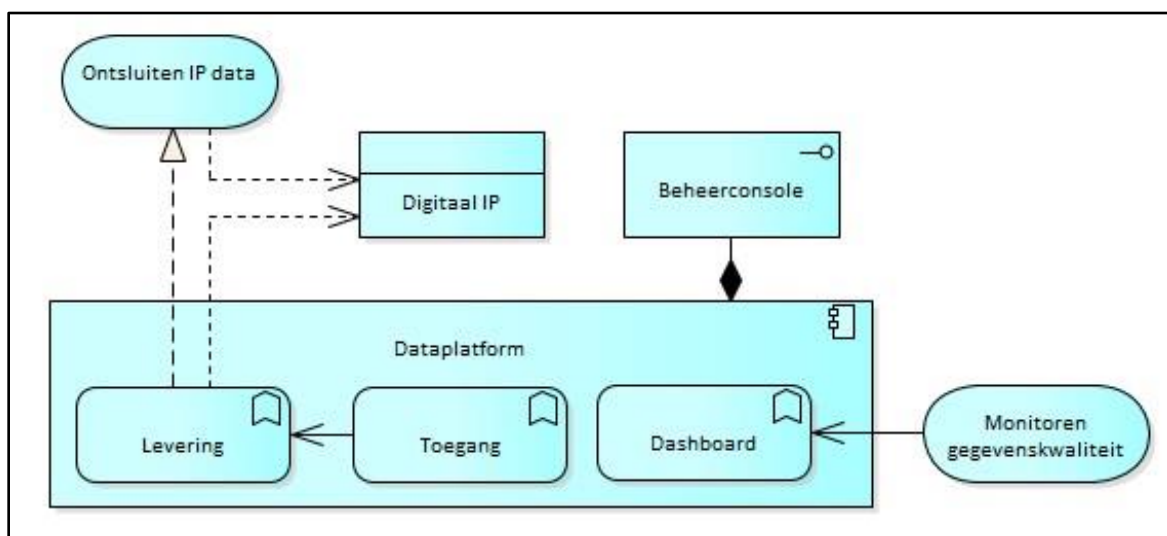 Ontsluiten IP data
Digitaal IP
Beheerconsole
Dataplatform
Levering
Toegang
Dashboard
Monitoren
gegevenskwaliteit